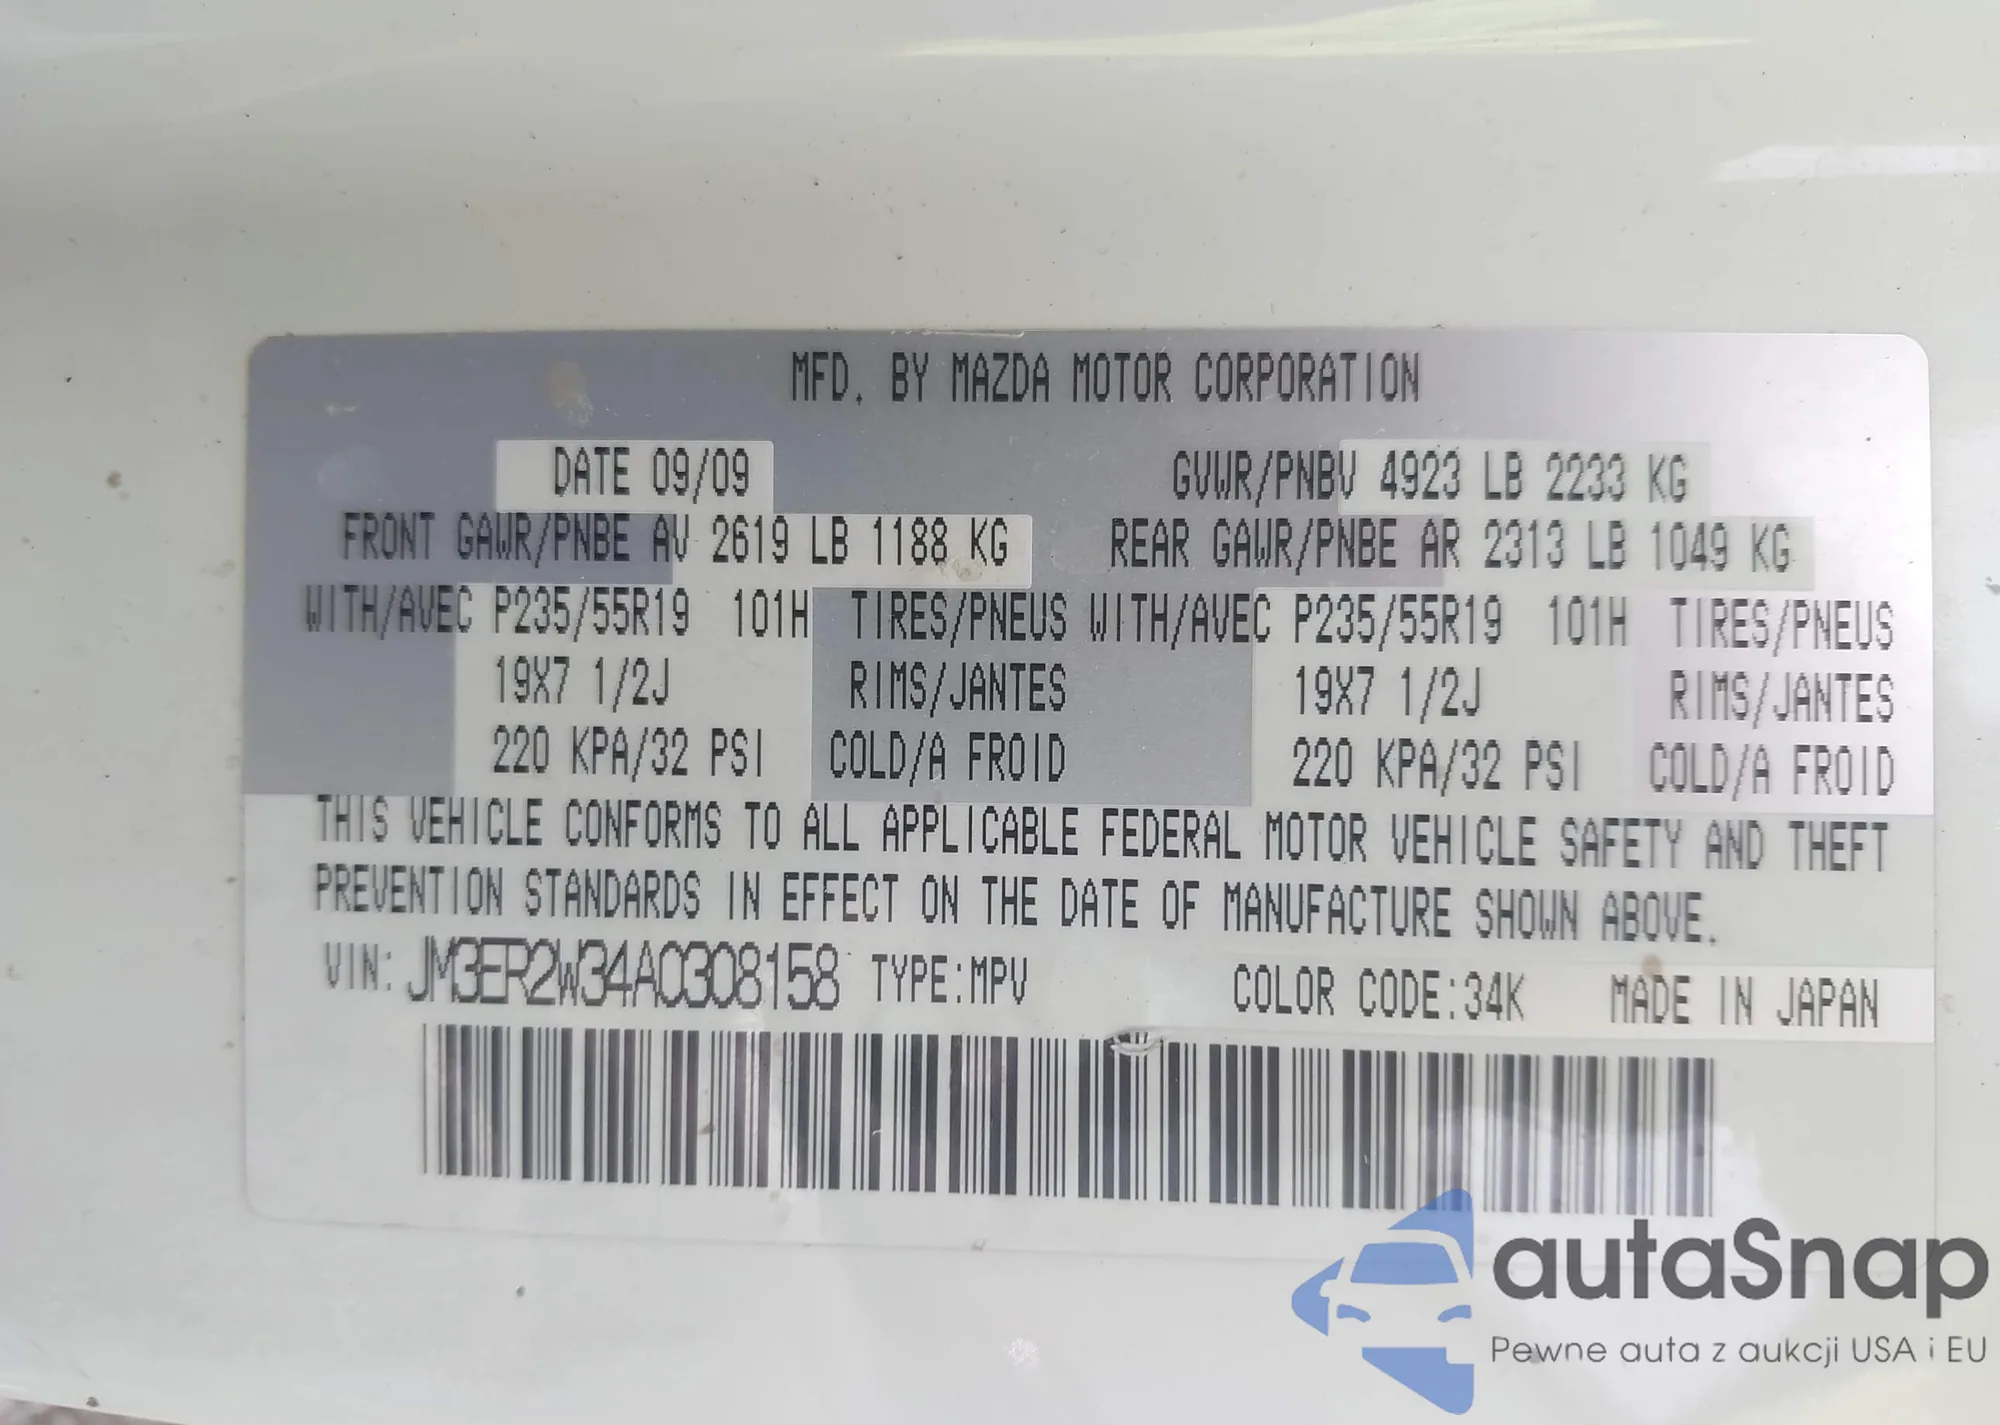 MFD. BY MAZDA MOTOR CORPORATION
DATE 09/09 GVWR/PNBV 4923 LB 2233 KG
FRONT GAWR/PNBE AV 2619 LB 1188 KG REAR GAWR/PNBE AR 2313 LB 1049 KG
WITH/AVEC P235/55R19 101H TIRES/PNEUS WITH/AVEC P235/55R19 101H TIRES/PNEUS
19X7 1/2J RIMS/JANTES 19X7 1/2J RIMS/JANTES
220 KPA/32 PSI COLD/A FROID 220 KPA/32 PSI COLD/A FROID
THIS VEHICLE CONFORMS TO ALL APPLICABLE FEDERAL MOTOR VEHICLE SAFETY AND THEFT
PREVENTION STANDARDS IN EFFECT ON THE DATE OF MANUFACTURE SHOWN ABOVE.
VIN: JM3ER2W34A0308158 TYPE:MPV COLOR CODE:34K MADE IN JAPAN
autaSnap
Pewne auta z aukcji USA i EU